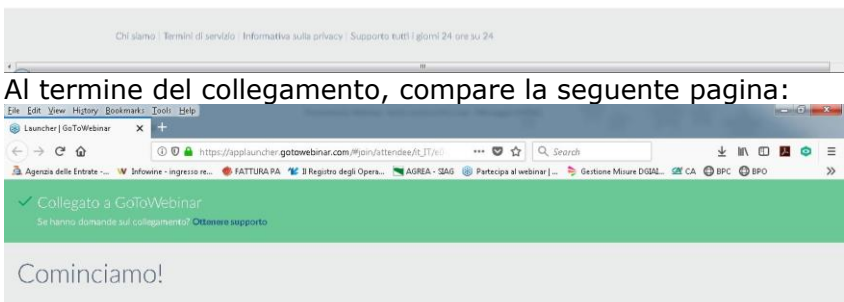 Chi siamo | Termini di servizio | Informativa sulla privacy | Supporto tutti i giorni 24 ore su 24
Al termine del collegamento, compare la seguente pagina:
File Edit View History Bookmarks Tools Help
Launcher | GoToWebinar
https://applauncher.gotowebinar.com/#join/attendee/it_IT/
Search
Agenzia delle Entrate -... Infowine - ingresso re... FATTURA PA Il Registro degli Opera... AGREA - SIAG Partecipa al webinar | ... Gestione Misure DGIAL... CA BPC BPO
Collegato a GoToWebinar
Se hanno domande sul collegamento? Ottenere supporto
Cominciamo!